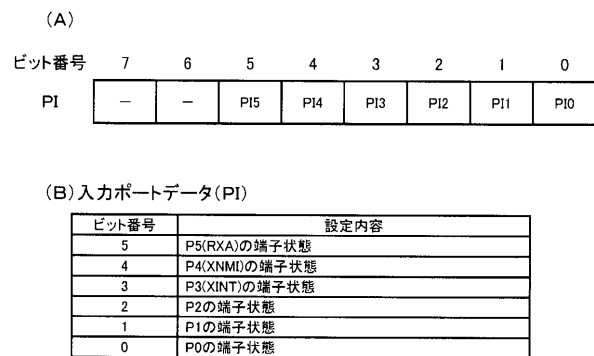 (A)
ビット番号 7 6 5 4 3 2 1 0
PI － － PI5 PI4 PI3 PI2 PI1 PI0
(B)入力ポートデータ(PI)
ビット番号 設定内容
5 P5(RXA)の端子状態
4 P4(XNMI)の端子状態
3 P3(XINT)の端子状態
2 P2の端子状態
1 P1の端子状態
0 P0の端子状態